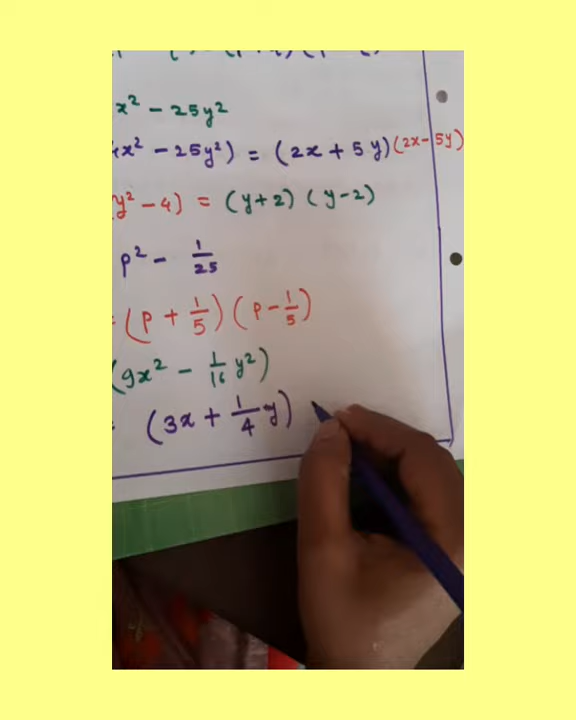 x² - 25y²
4x² - 25y²) = (2x + 5y)(2x - 5y)
(y² - 4) = (y+2) (y-2)
p² - 1/25
= (p + 1/5) (p - 1/5)
(9x² - 1/16 y²)
= (3x + 1/4 y)